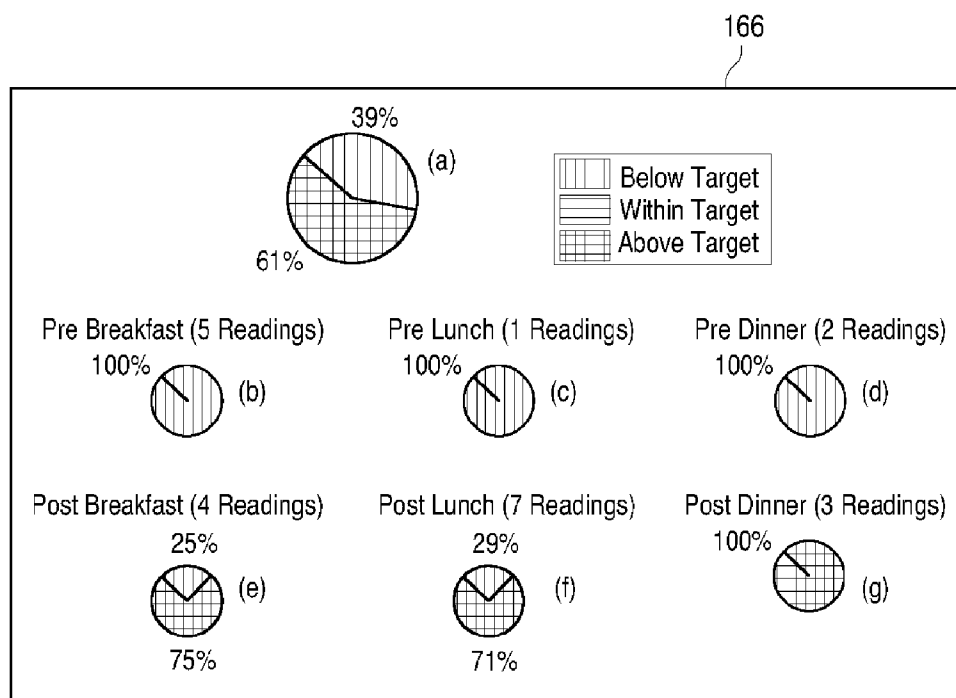 166
39%
(a)
61%
Below Target
Within Target
Above Target
Pre Breakfast (5 Readings)
100%
(b)
Pre Lunch (1 Readings)
100%
(c)
Pre Dinner (2 Readings)
100%
(d)
Post Breakfast (4 Readings)
25%
(e)
75%
Post Lunch (7 Readings)
29%
(f)
71%
Post Dinner (3 Readings)
100%
(g)